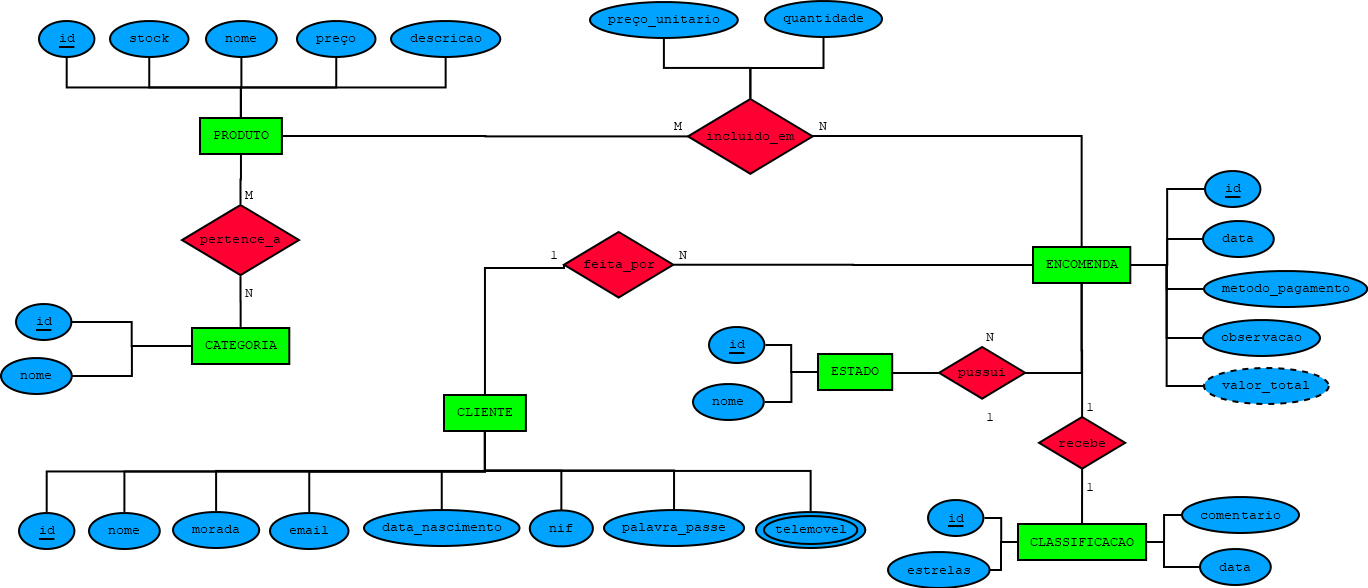 preço_unitario
quantidade
id
stock
nome
preço
descricao
PRODUTO
M
incluido_em
N
M
pertence_a
N
id
nome
CATEGORIA
1
feita_por
N
ENCOMENDA
id
data
metodo_pagamento
observacao
valor_total
id
nome
ESTADO
N
pussui
1
CLIENTE
1
recebe
1
id
nome
morada
email
data_nascimento
nif
palavra_passe
telemovel
id
estrelas
CLASSIFICACAO
comentario
data